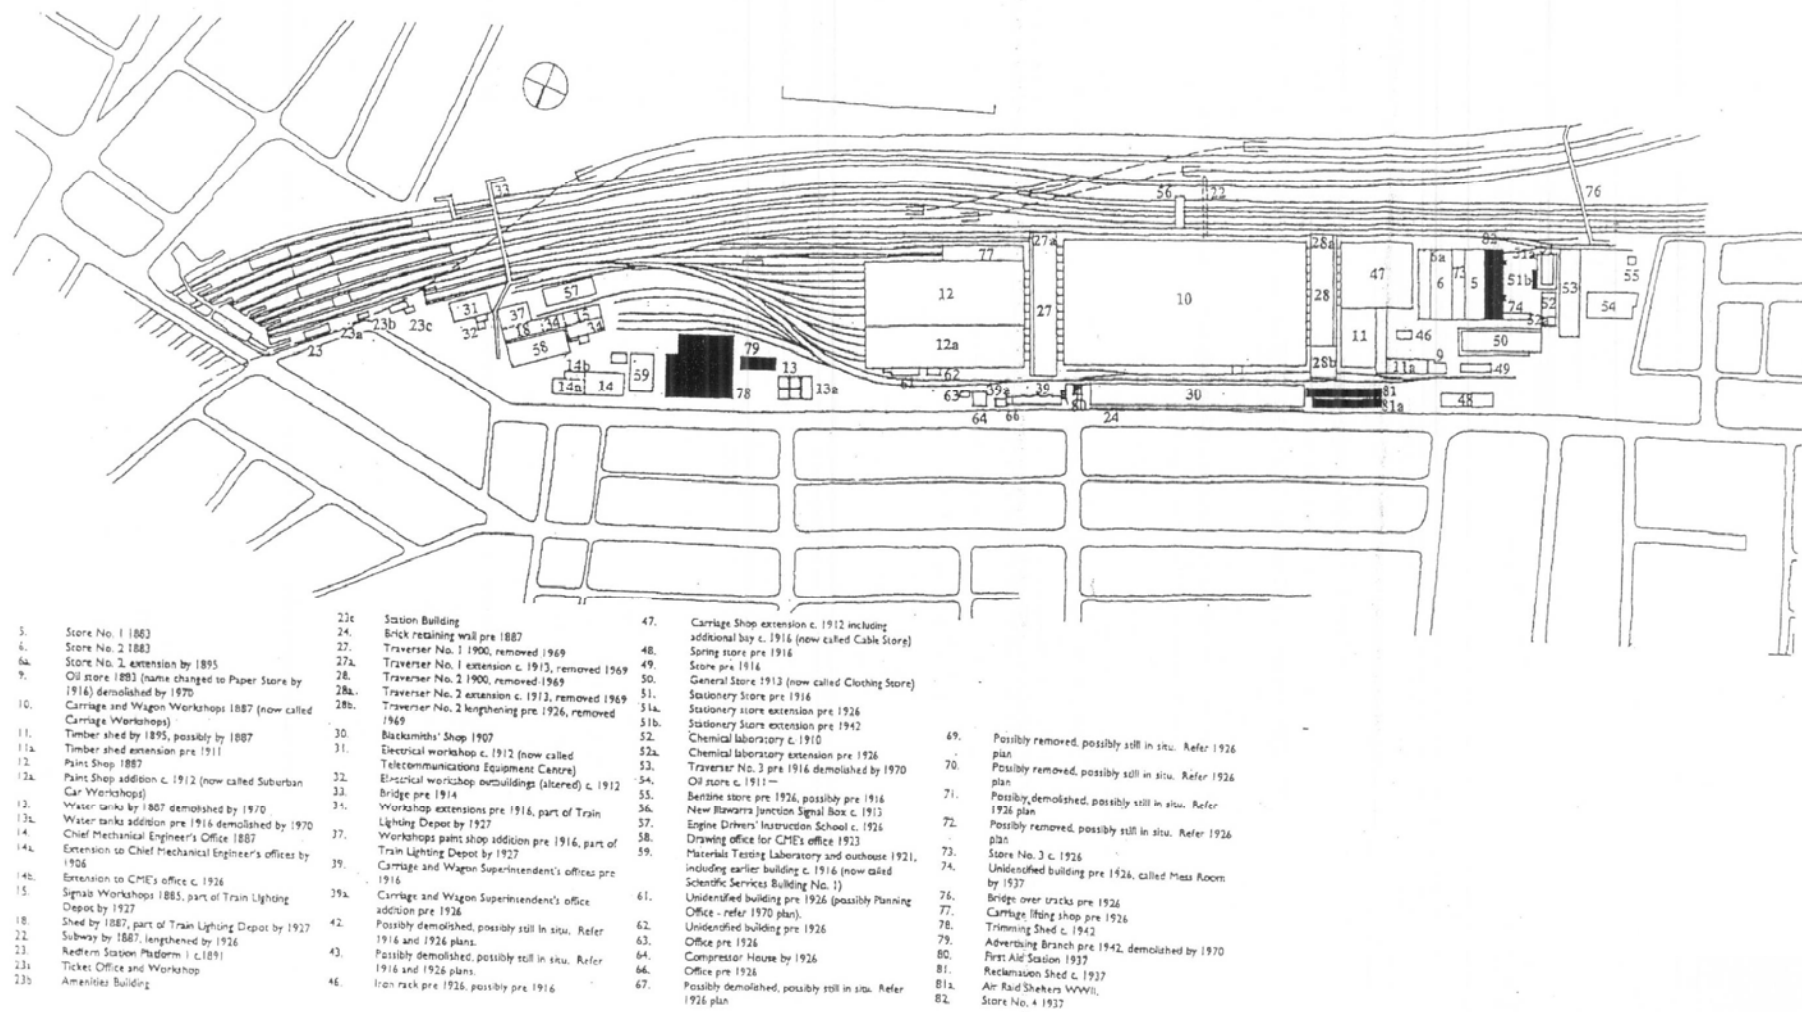 33
56
22
76
27a
28a
82
51a
77
6a
73
55
47
6
5
51b
57
12
10
28
53
31
37
74
52
54
23c
34
15
27
23b
32
18
34
52a
23a
11
46
50
23
58
12a
9
79
14b
59
13
28b
11a
49
14a
14
13a
61
62
78
63
39a
39
30
81
48
64
66
80
24
81a
5. Store No. 1 1883
6. Store No. 2 1883
6a. Store No. 2, extension by 1895
9. Oil store 1883 (name changed to Paper Store by
1916) demolished by 1970
10. Carriage and Wagon Workshops 1887 (now called
Carriage Workshops)
11. Timber shed by 1895, possibly by 1887
11a. Timber shed extension pre 1911
12. Paint Shop 1887
12a. Paint Shop addition c. 1912 (now called Suburban
Car Workshops)
13. Water tanks by 1887 demolished by 1970
13a. Water tanks addition pre 1916 demolished by 1970
14. Chief Mechanical Engineer's Office 1887
14a. Extension to Chief Mechanical Engineer's offices by
1906
14b. Extension to CME's office c. 1926
15. Signals Workshops 1885, part of Train Lighting
Depot by 1927
18. Shed by 1887, part of Train Lighting Depot by 1927
22. Subway by 1887, lengthened by 1926
23. Redfern Station Platform 1 c.1891
23a Ticket Office and Workshop
23b Amenities Building
23c Station Building
24. Brick retaining wall pre 1887
27. Traverser No. 1 1900, removed 1969
27a. Traverser No. 1 extension c. 1913, removed 1969
28. Traverser No. 2 1900, removed 1969
28a. Traverser No. 2 extension c. 1913, removed 1969
28b. Traverser No. 2 lengthening pre 1926, removed
1969
30. Blacksmiths' Shop 1907
31. Electrical workshop c. 1912 (now called
Telecommunications Equipment Centre)
32. Electrical workshop outbuildings (altered) c. 1912
33. Bridge pre 1914
34. Workshop extensions pre 1916, part of Train
Lighting Depot by 1927
37. Workshops paint shop addition pre 1916, part of
Train Lighting Depot by 1927
39. Carriage and Wagon Superintendent's offices pre
1916
39a. Carriage and Wagon Superintendent's office
addition pre 1926
42. Possibly demolished, possibly still in situ. Refer
1916 and 1926 plans.
43. Possibly demolished, possibly still in situ. Refer
1916 and 1926 plans.
46. Iron rack pre 1926, possibly pre 1916
47. Carriage Shop extension c. 1912 including
additional bay c. 1916 (now called Cable Store)
48. Spring store pre 1916
49. Store pre 1916
50. General Store 1913 (now called Clothing Store)
51. Stationery Store pre 1916
51a. Stationery store extension pre 1926
51b. Stationery Store extension pre 1942
52. Chemical laboratory c. 1910
52a. Chemical laboratory extension pre 1926
53. Traverser No. 3 pre 1916 demolished by 1970
54. Oil store c. 1911
55. Benzine store pre 1926, possibly pre 1916
56. New Illawarra Junction Signal Box c. 1913
57. Engine Drivers' Instruction School c. 1926
58. Drawing office for CME's office 1923
59. Materials Testing Laboratory and outhouse 1921,
including earlier building c. 1916 (now called
Scientific Services Building No. 1)
61. Unidentified building pre 1926 (possibly Planning
Office - refer 1970 plan).
62. Unidentified building pre 1926
63. Office pre 1926
64. Compressor House by 1926
66. Office pre 1926
67. Possibly demolished, possibly still in situ. Refer
1926 plan
69. Possibly removed, possibly still in situ. Refer 1926
plan
70. Possibly removed, possibly still in situ. Refer 1926
plan
71. Possibly demolished, possibly still in situ. Refer
1926 plan
72. Possibly removed, possibly still in situ. Refer 1926
plan
73. Store No. 3 c. 1926
74. Unidentified building pre 1926, called Mess Room
by 1937
76. Bridge over tracks pre 1926
77. Carriage lifting shop pre 1926
78. Trimming Shed c. 1942
79. Advertising Branch pre 1942, demolished by 1970
80. First Aid Station 1937
81. Reclamation Shed c. 1937
81a. Air Raid Shelters WWII,
82. Store No. 4 1937